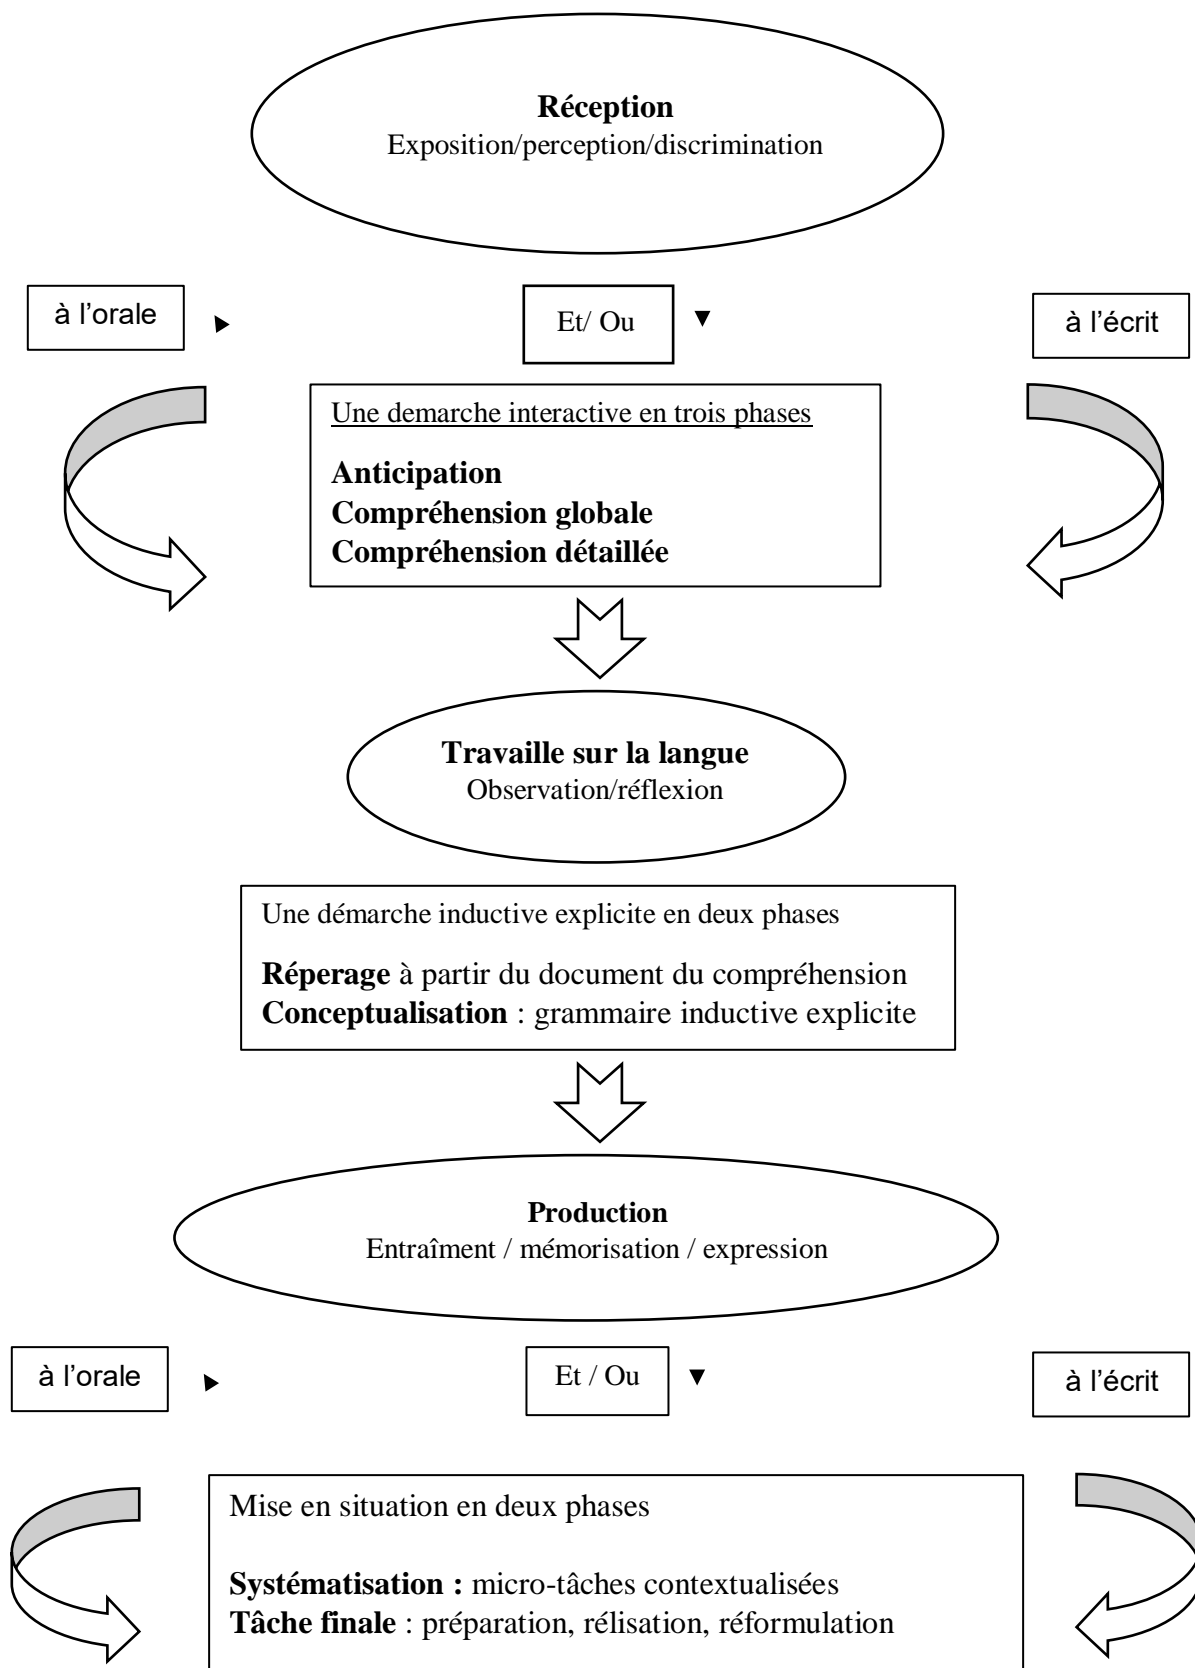 Réception
Exposition/perception/discrimination
à l’orale
Et/ Ou
à l’écrit
Une demarche interactive en trois phases
Anticipation
Compréhension globale
Compréhension détaillée
Travaille sur la langue
Observation/réflexion
Une démarche inductive explicite en deux phases
Réperage à partir du document du compréhension
Conceptualisation : grammaire inductive explicite
Production
Entraîment / mémorisation / expression
à l’orale
Et / Ou
à l’écrit
Mise en situation en deux phases
Systématisation : micro-tâches contextualisées
Tâche finale : préparation, rélisation, réformulation